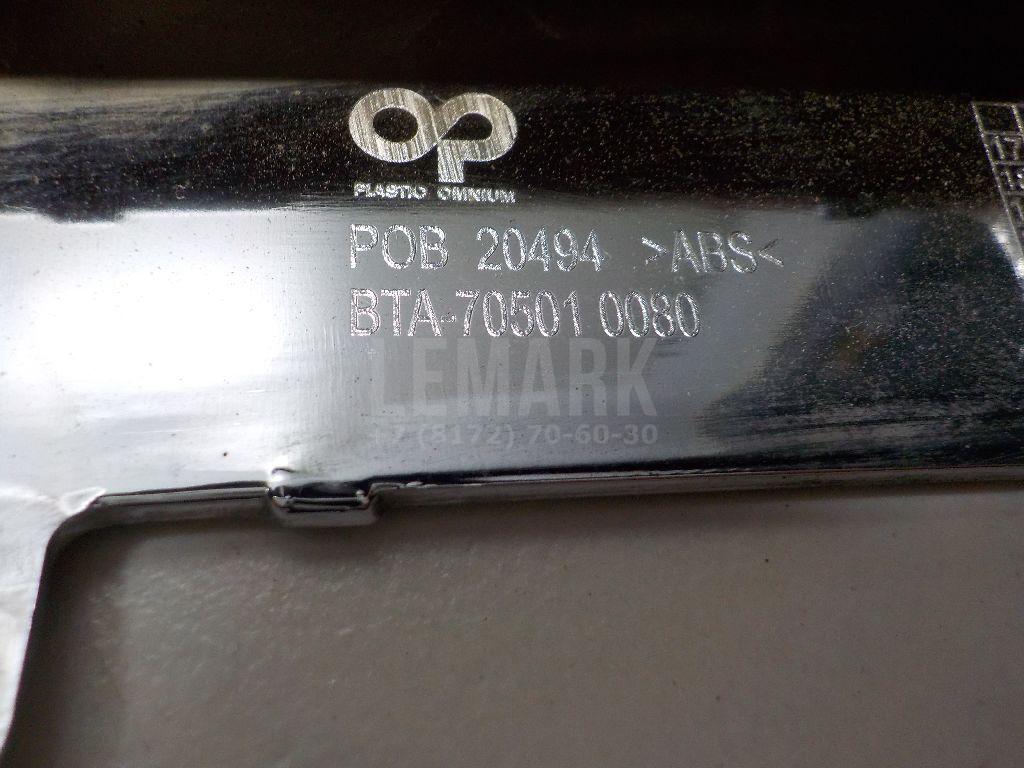 PLASTIC OMNIUM
POB 20494 >ABS<
BTA-70501 0080
LEMARK
+7 (8172) 70-60-30